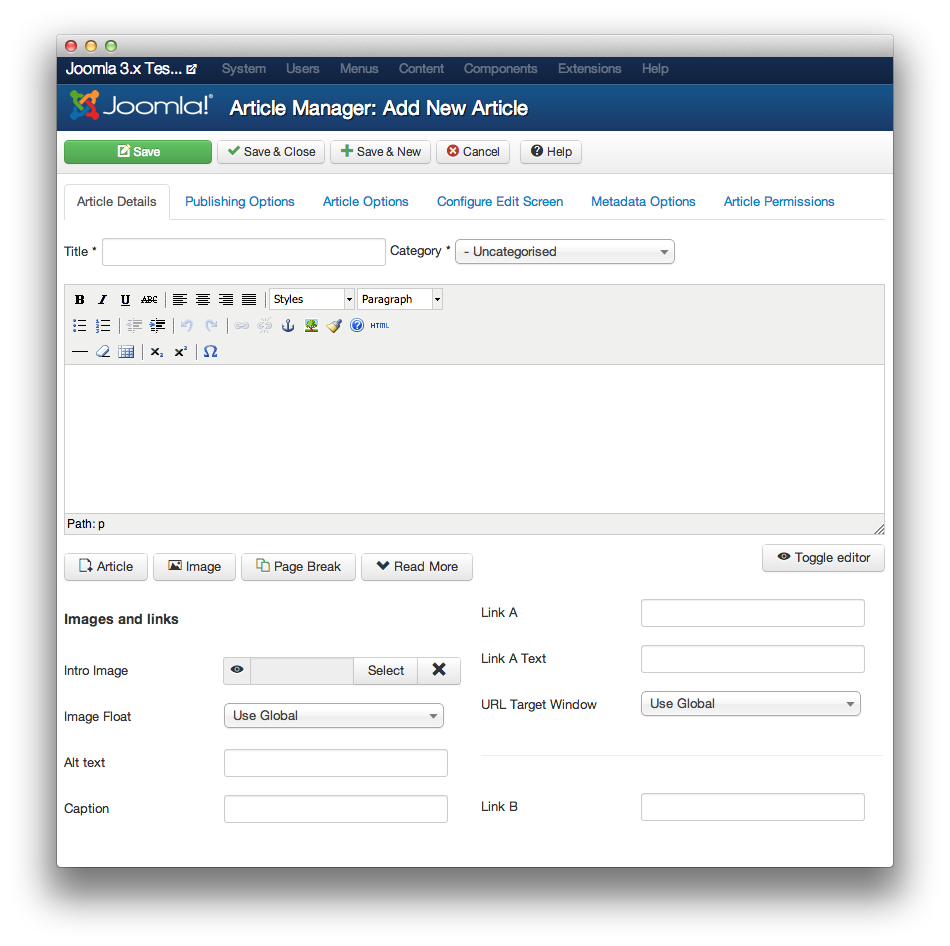 Joomla 3.x Tes... System Users Menus Content Components Extensions Help
Joomla!® Article Manager: Add New Article
Save Save & Close Save & New Cancel Help
Article Details Publishing Options Article Options Configure Edit Screen Metadata Options Article Permissions
Title * Category * - Uncategorised
B I U ABC Styles Paragraph
HTML
x₂ x² Ω
Path: p
Article Image Page Break Read More Toggle editor
Images and links
Intro Image Select
Image Float Use Global
Alt text
Caption
Link A
Link A Text
URL Target Window Use Global
Link B